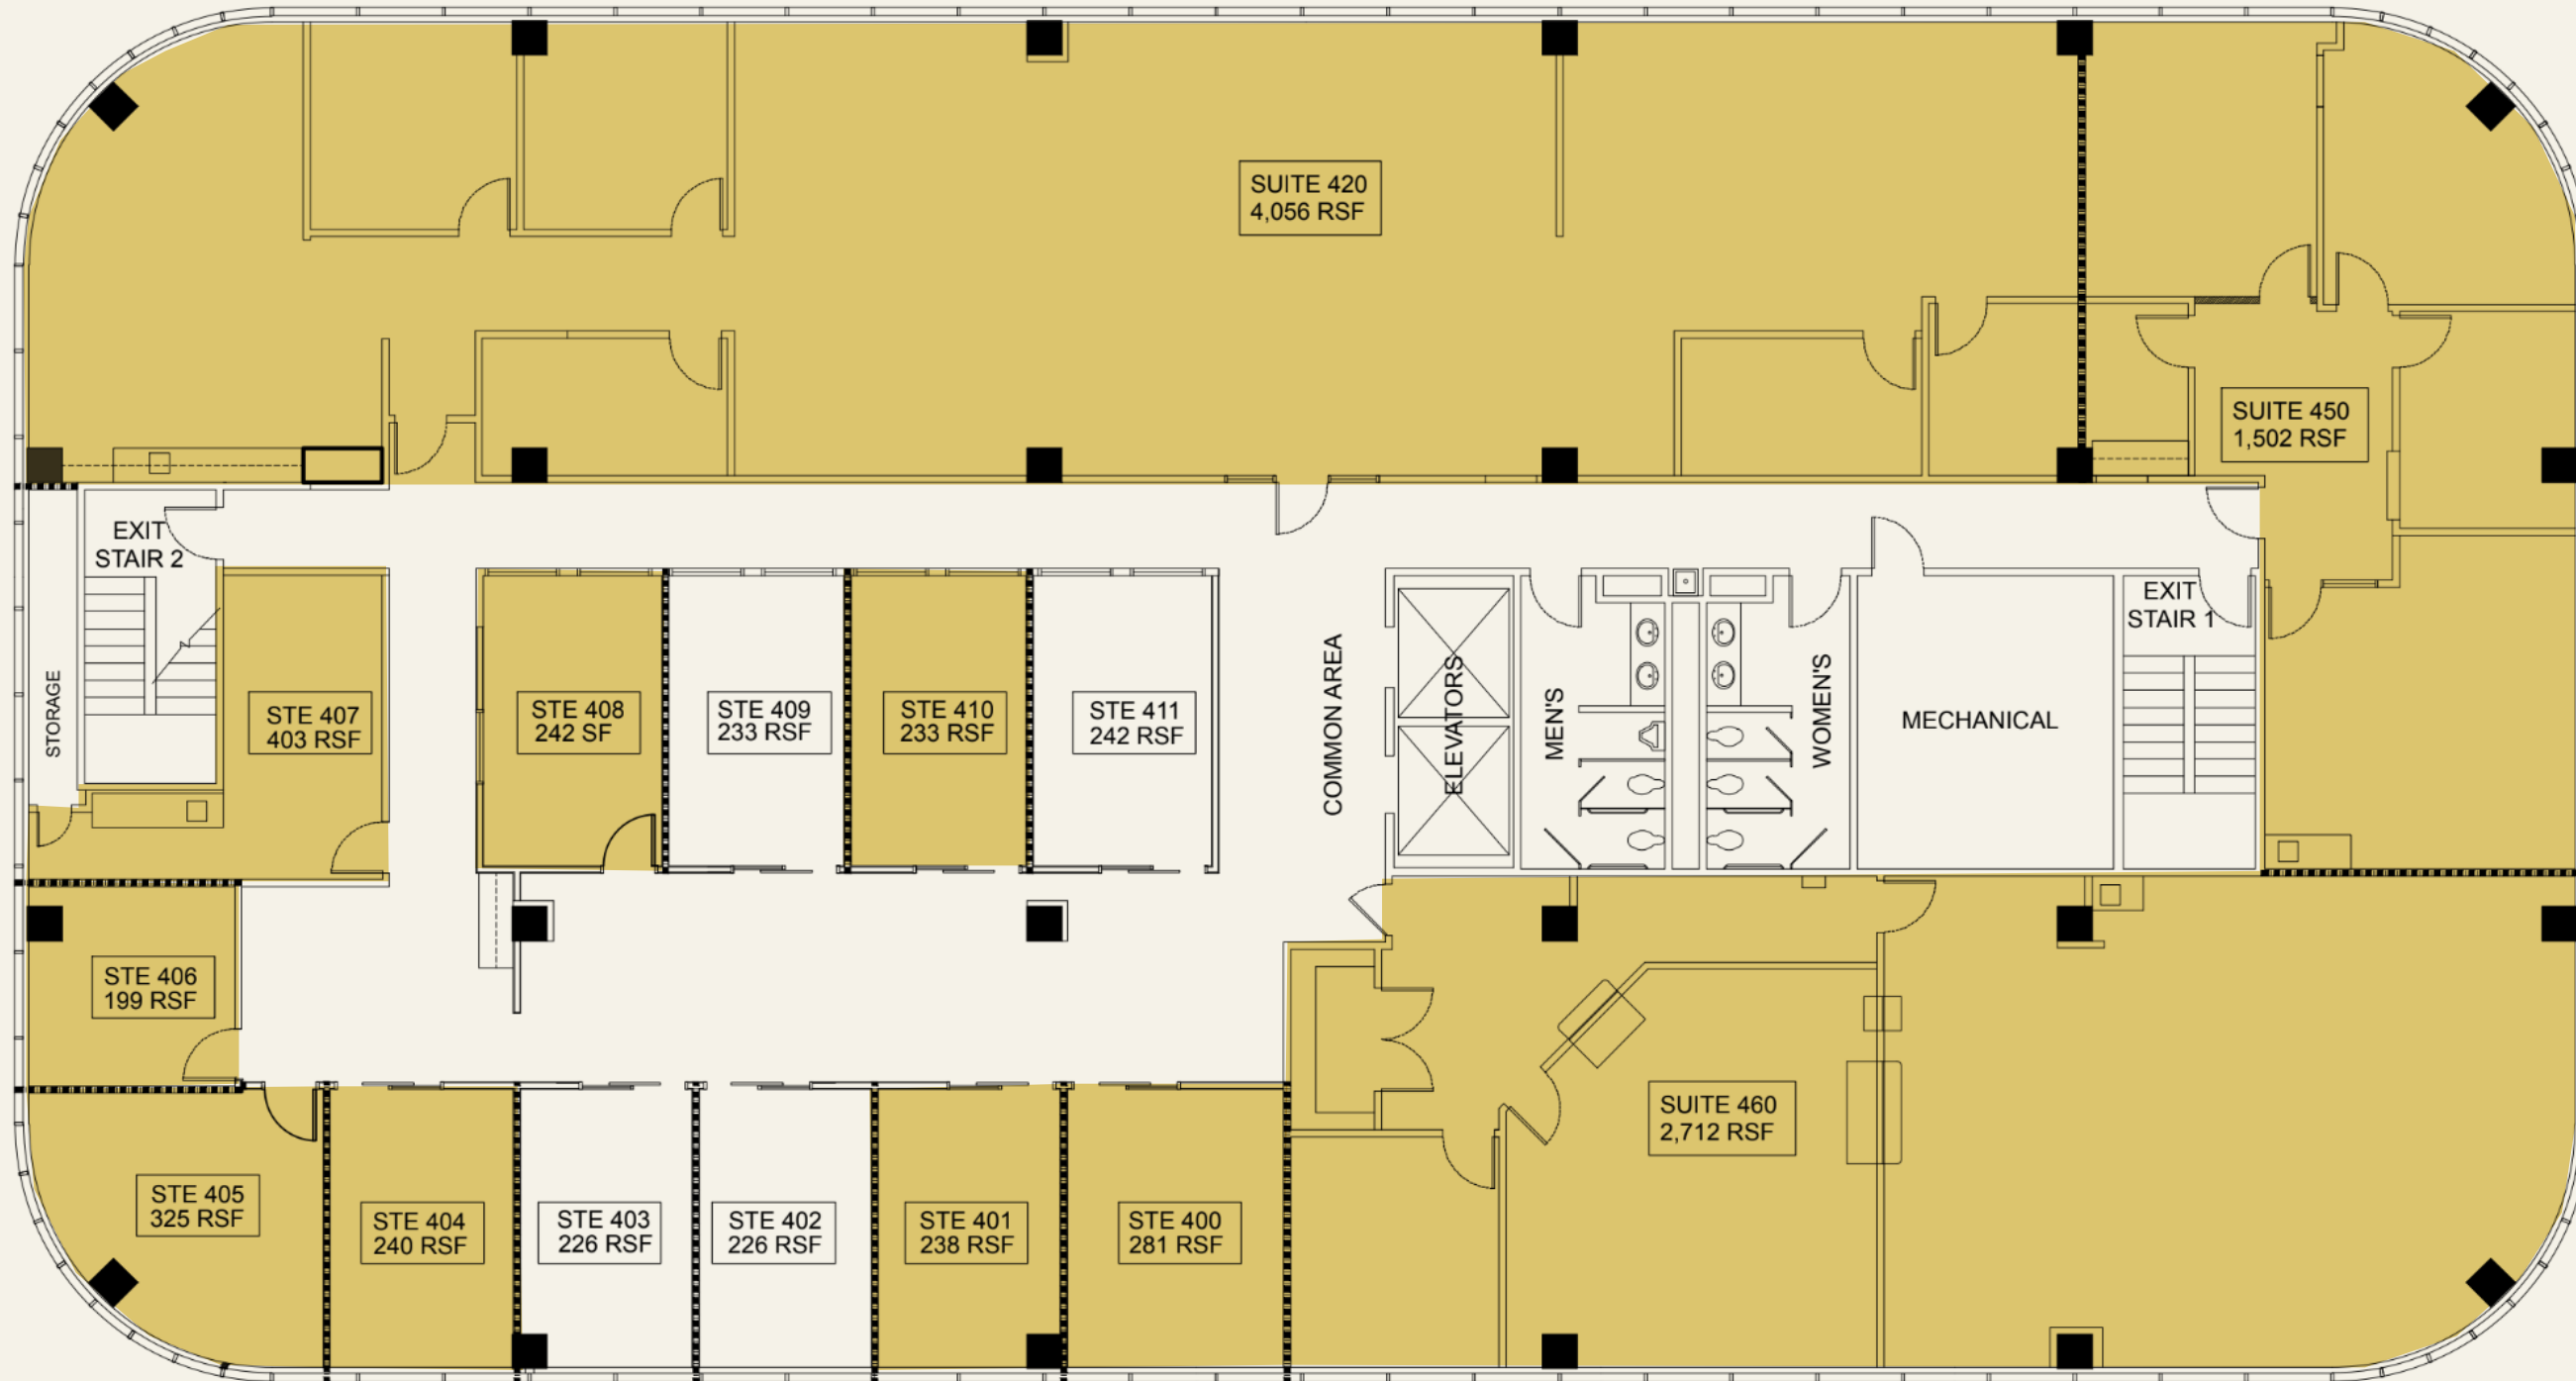 SUITE 420
4,056 RSF
SUITE 450
1,502 RSF
EXIT
STAIR 2
STORAGE
STE 407
403 RSF
STE 408
242 SF
STE 409
233 RSF
STE 410
233 RSF
STE 411
242 RSF
COMMON AREA
ELEVATORS
MEN'S
WOMEN'S
MECHANICAL
EXIT
STAIR 1
STE 406
199 RSF
STE 405
325 RSF
STE 404
240 RSF
STE 403
226 RSF
STE 402
226 RSF
STE 401
238 RSF
STE 400
281 RSF
SUITE 460
2,712 RSF